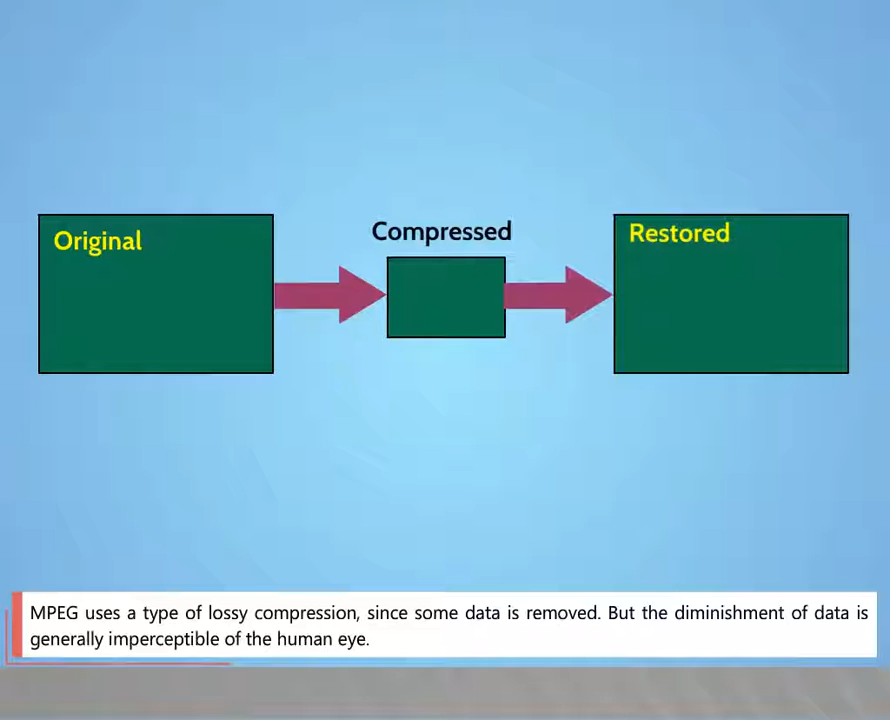 Original
Compressed
Restored
MPEG uses a type of lossy compression, since some data is removed. But the diminishment of data is
generally imperceptible of the human eye.